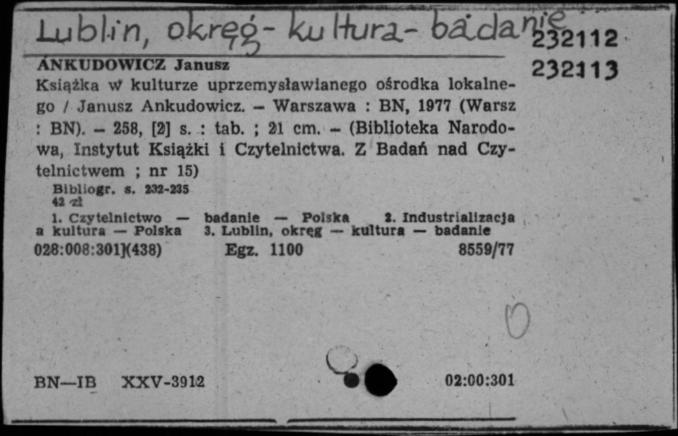 Lublin, okręg - kultura - badanie
232112
232113
ANKUDOWICZ Janusz
Książka w kulturze uprzemysławianego ośrodka lokalne-
go / Janusz Ankudowicz. — Warszawa : BN, 1977 (Warsz
: BN). — 258, [2] s. : tab. ; 21 cm. — (Biblioteka Narodo-
wa, Instytut Książki i Czytelnictwa. Z Badań nad Czy-
telnictwem ; nr 15)
Bibliogr. s. 232-235
42 zł
1. Czytelnictwo — badanie — Polska 2. Industrializacja
a kultura — Polska 3. Lublin, okręg — kultura — badanie
028:008:301](438) Egz. 1100 8559/77
BN—IB XXV-3912 02:00:301